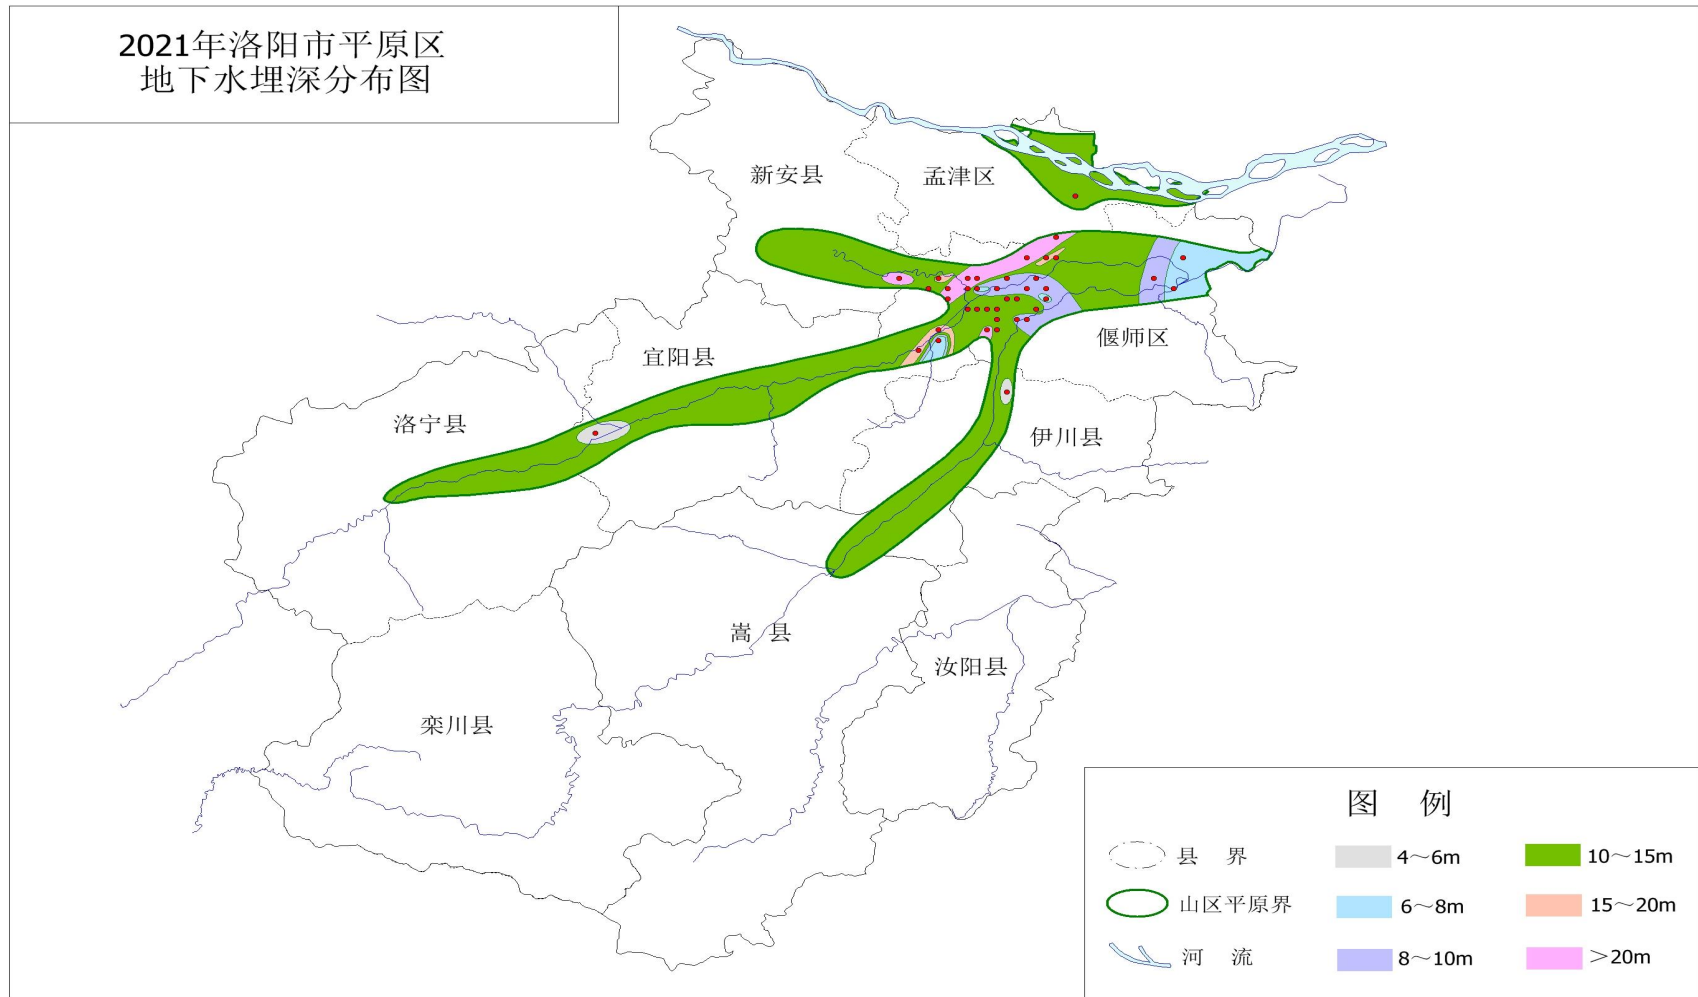 2021年洛阳市平原区
地下水埋深分布图
新安县
孟津区
宜阳县
偃师区
洛宁县
伊川县
嵩 县
汝阳县
栾川县
图 例
县 界
4～6m
10～15m
山区平原界
6～8m
15～20m
河 流
8～10m
＞20m